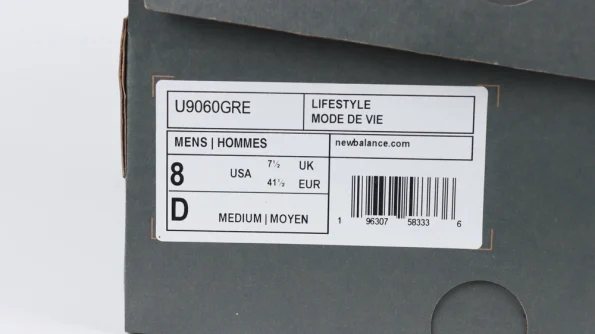 U9060GRE
LIFESTYLE
MODE DE VIE
MENS | HOMMES
newbalance.com
8 USA 7½ UK
41½ EUR
D MEDIUM | MOYEN
1 96307 58333 6